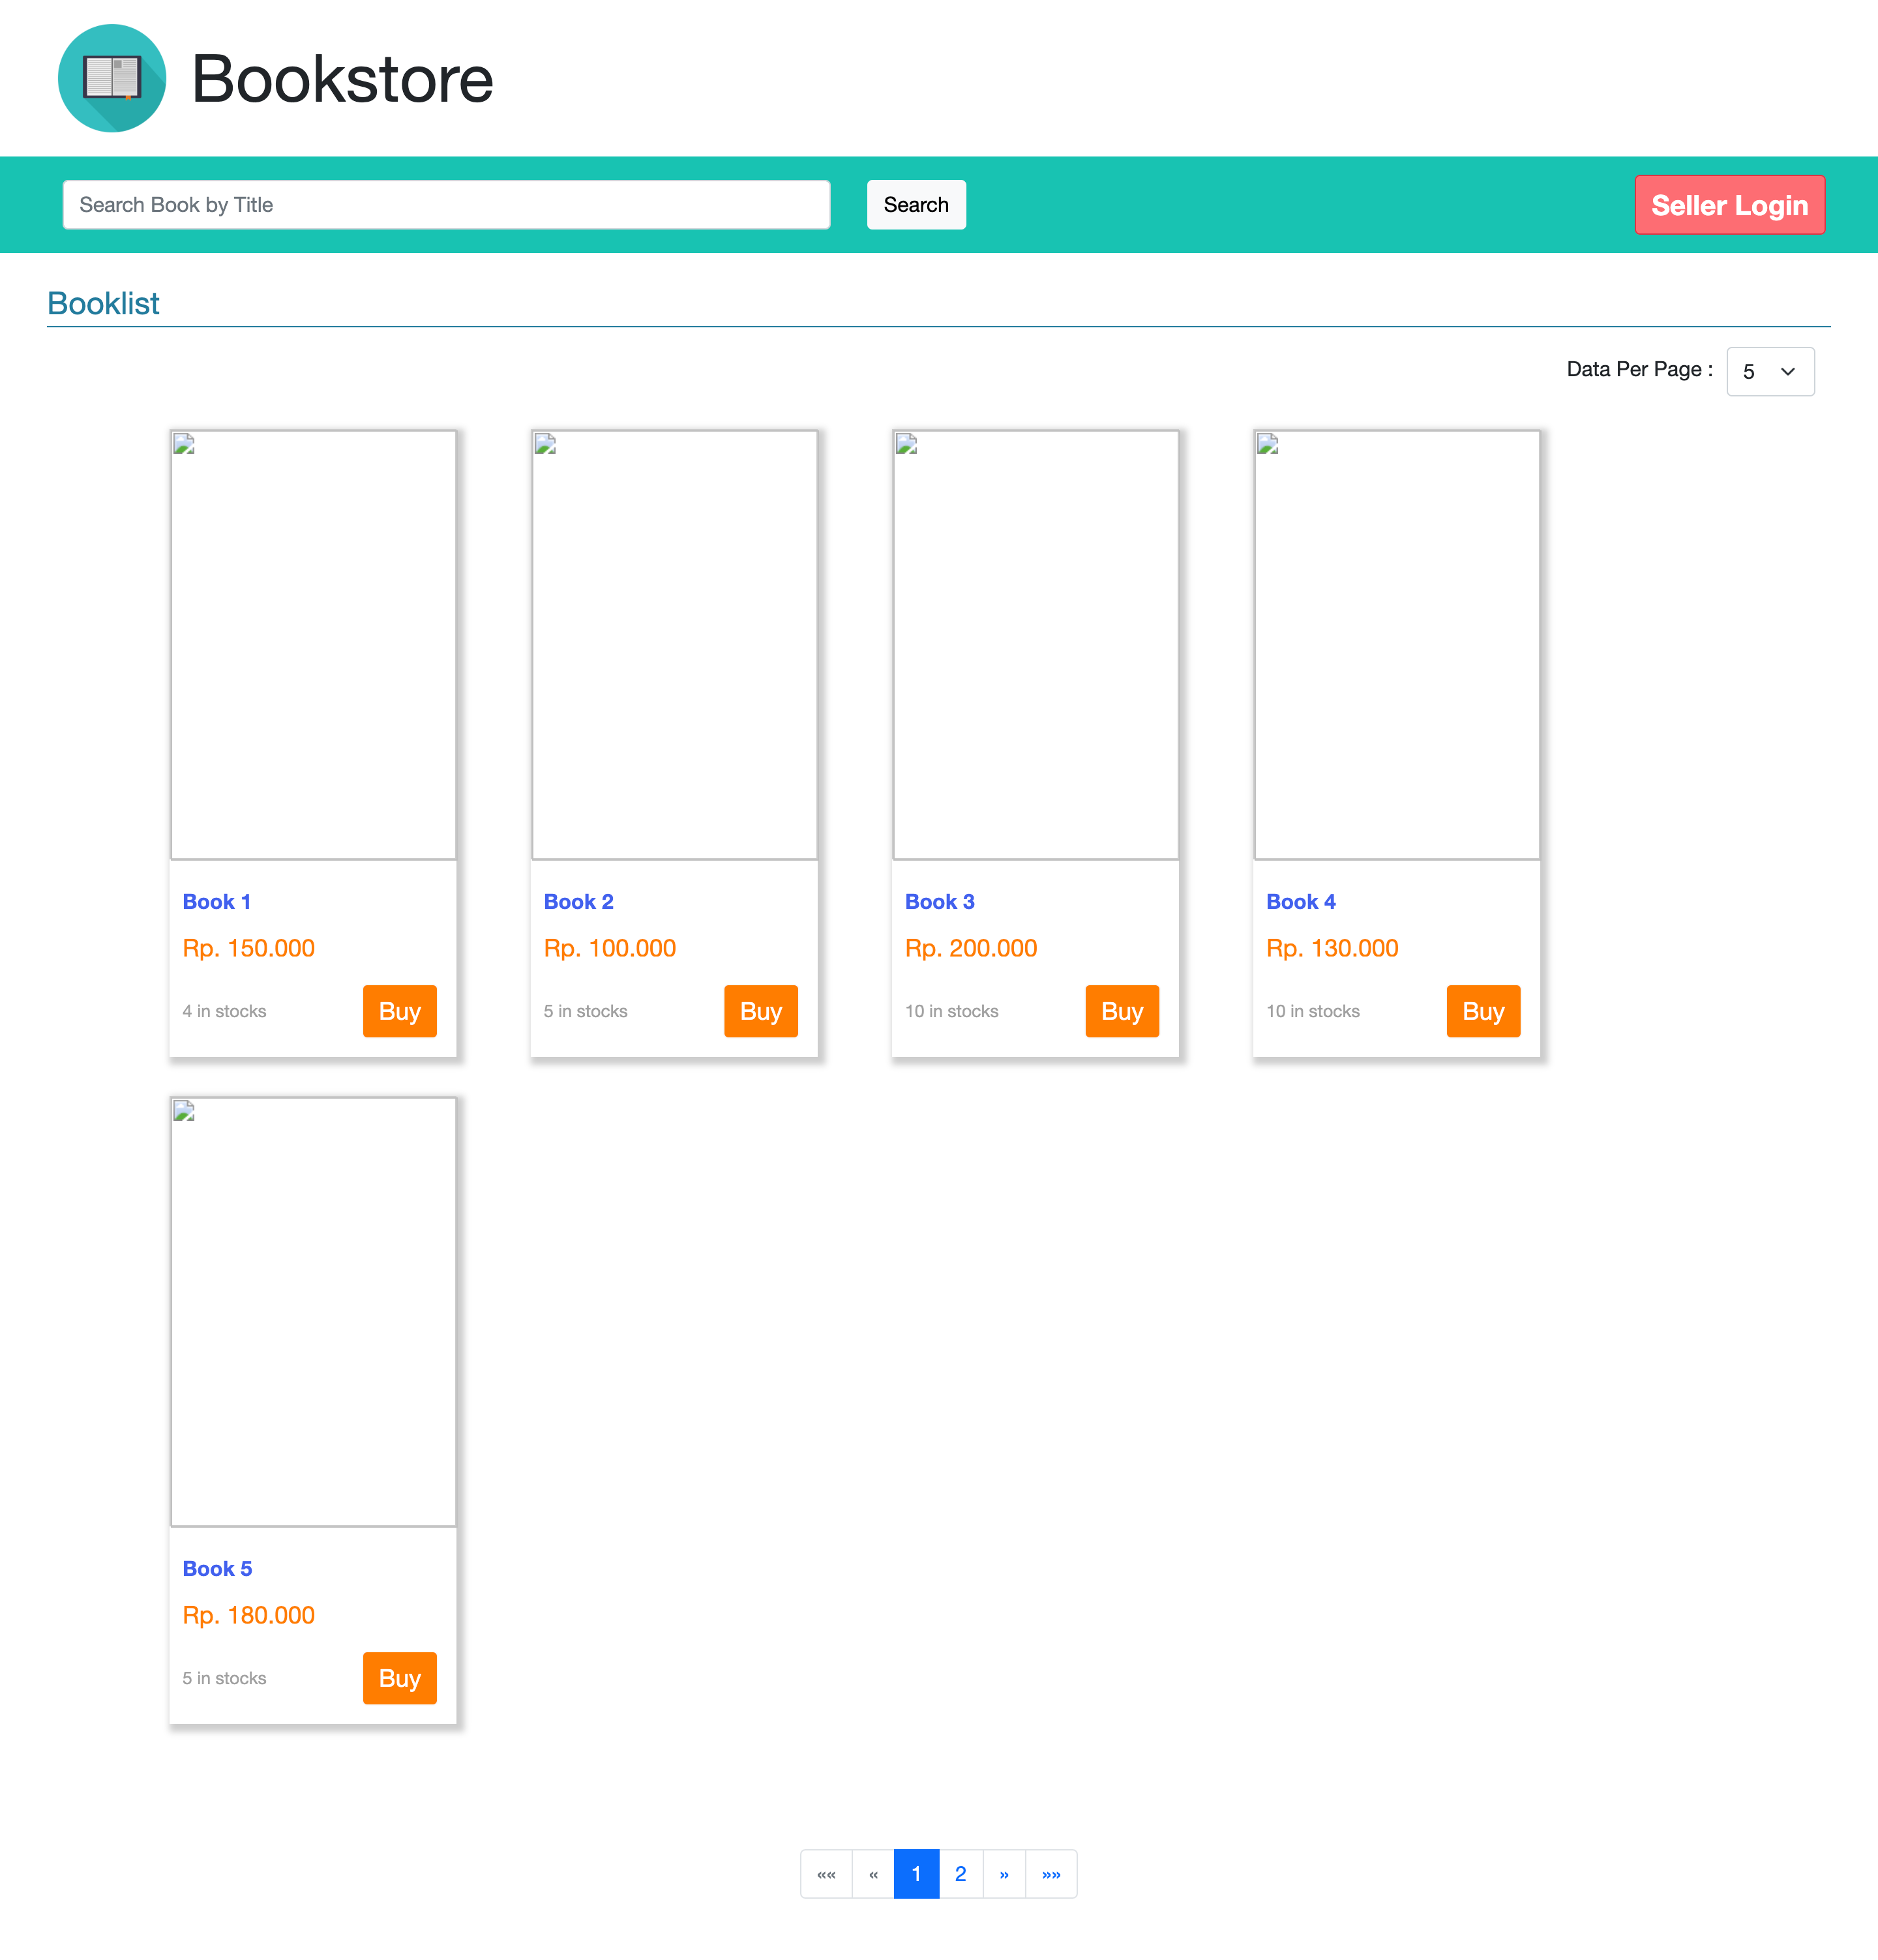 Bookstore
Search Book by Title
Search
Seller Login
Booklist
Data Per Page :
5
Book 1
Rp. 150.000
4 in stocks
Buy
Book 2
Rp. 100.000
5 in stocks
Buy
Book 3
Rp. 200.000
10 in stocks
Buy
Book 4
Rp. 130.000
10 in stocks
Buy
Book 5
Rp. 180.000
5 in stocks
Buy
«« « 1 2 » »»